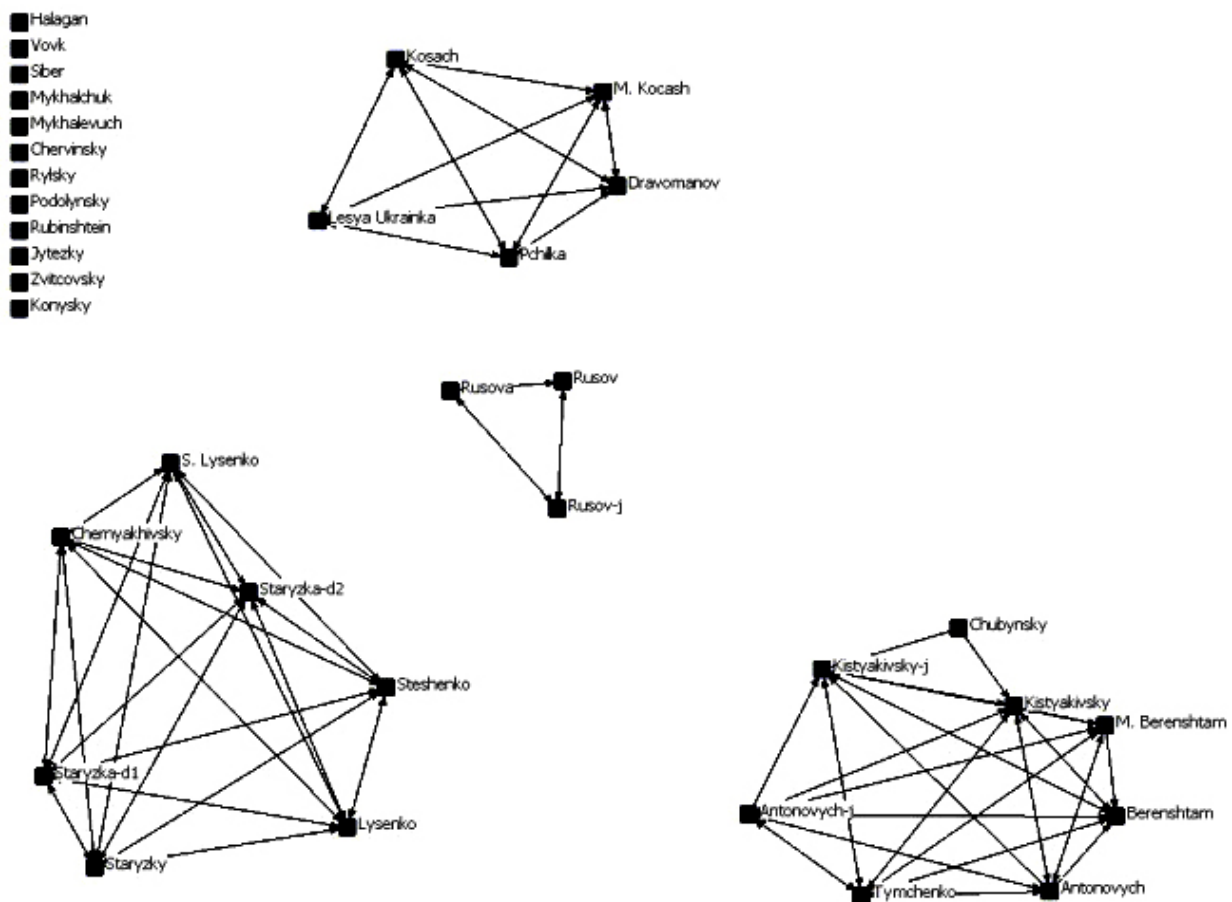 Halagan
Vovk
Siber
Mykhalchuk
Mykhalevuch
Chervinsky
Rylsky
Podolynsky
Rubinshtein
Jytezky
Zvitcovsky
Konysky
Kosach
M. Kocash
Dravomanov
Lesya Ukrainka
Pchilka
Rusova
Rusov
Rusov-j
S. Lysenko
Chernyakhivsky
Staryzka-d2
Steshenko
Staryzka-d1
Lysenko
Staryzky
Chubynsky
Kistyakivsky-j
Kistyakivsky
M. Berenshtam
Antonovych-j
Berenshtam
Tymchenko
Antonovych